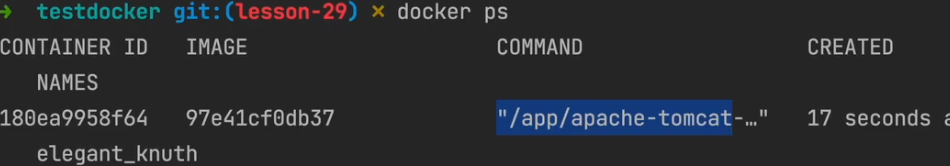 ➜ testdocker git:(lesson-29) ✗ docker ps
CONTAINER ID IMAGE COMMAND CREATED
NAMES
180ea9958f64 97e41cf0db37 "/app/apache-tomcat-…" 17 seconds a
elegant_knuth